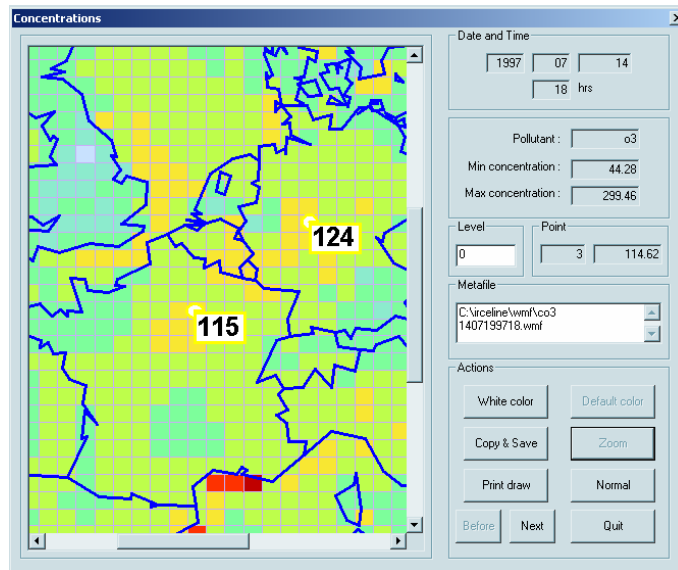 Concentrations
Date and Time
1997 07 14
18 hrs
Pollutant : o3
Min concentration : 44.28
Max concentration : 299.46
Level
0
Point
3 114.62
Metafile
C:\irceline\wmf\co3
1407199718.wmf
Actions
White color
Default color
Copy & Save
Zoom
Print draw
Normal
Before
Next
Quit
124
115